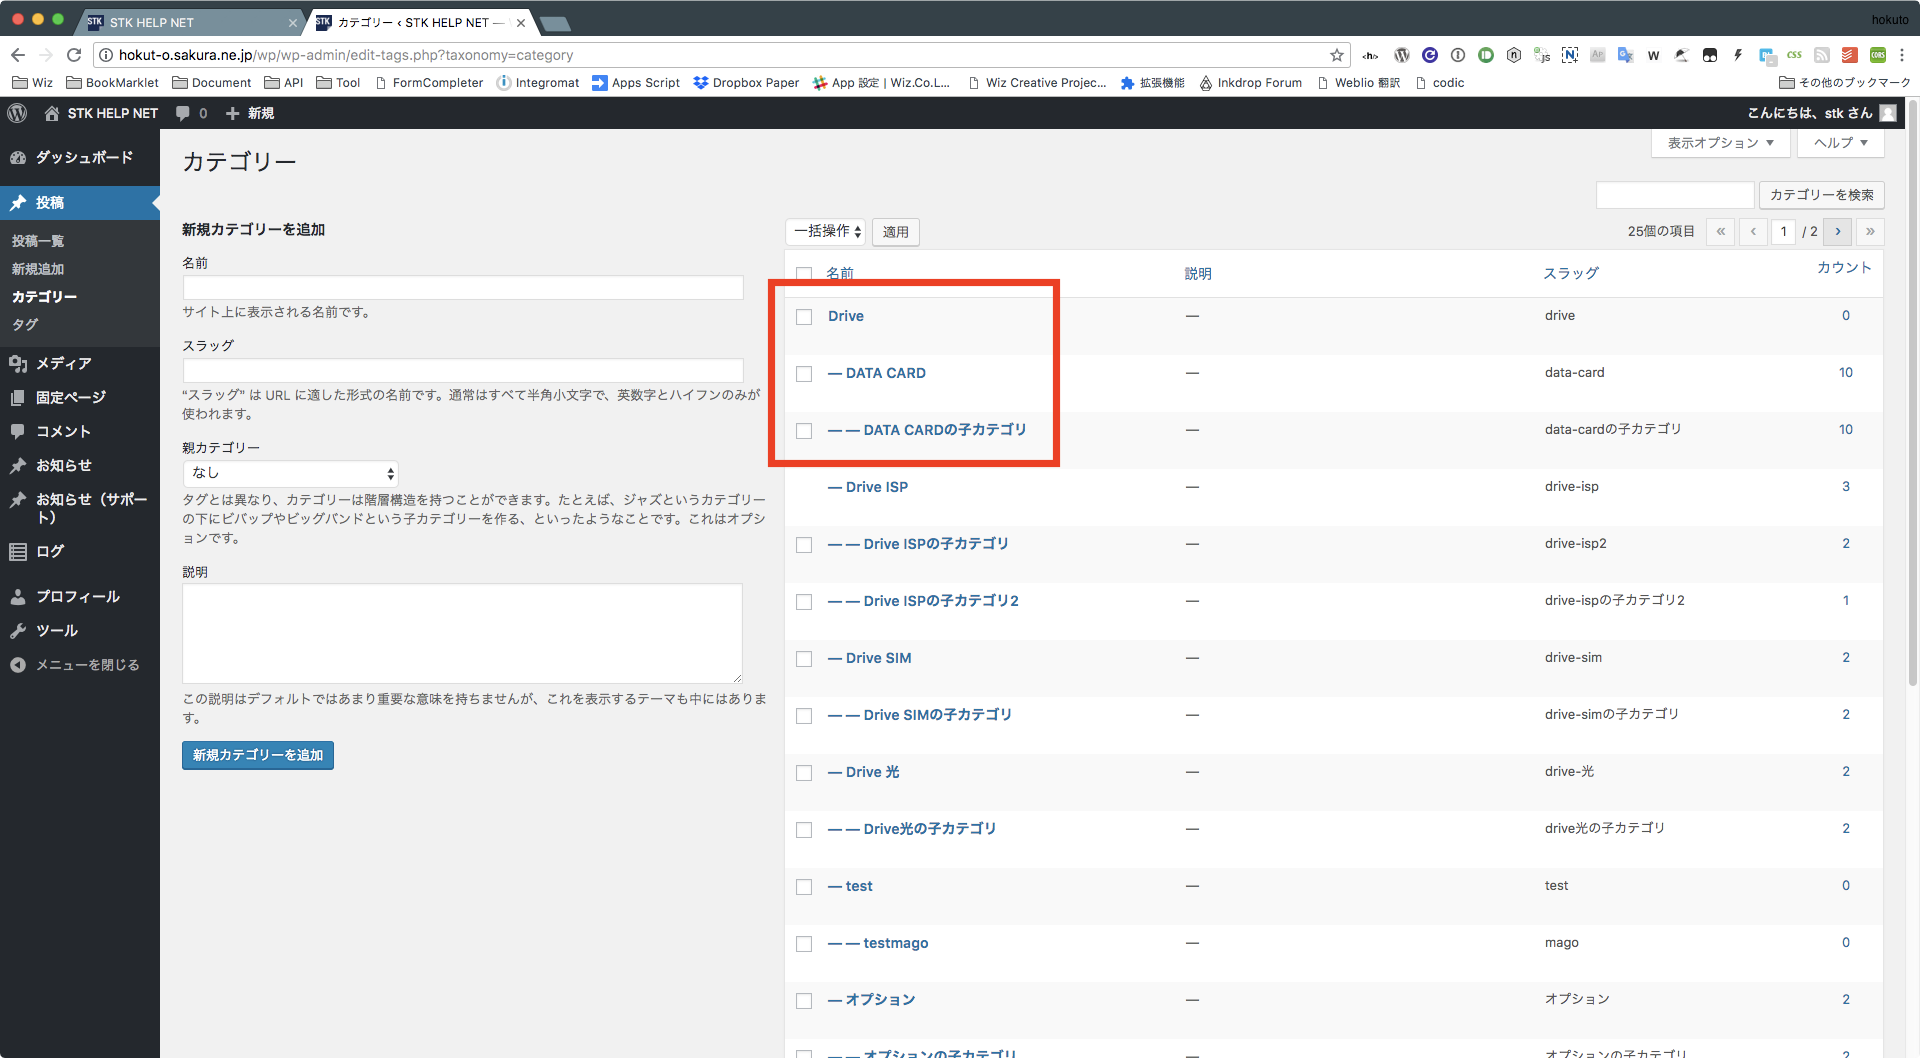 STK HELP NET
カテゴリー ‹ STK HELP NET —
hokuto
hokut-o.sakura.ne.jp/wp/wp-admin/edit-tags.php?taxonomy=category
Wiz BookMarklet Document API Tool FormCompleter Integromat Apps Script Dropbox Paper App 設定 | Wiz.Co.L... Wiz Creative Projec... 拡張機能 Inkdrop Forum Weblio 翻訳 codic その他のブックマーク
STK HELP NET 0 新規 こんにちは、stk さん
表示オプション ヘルプ
ダッシュボード
投稿
投稿一覧
新規追加
カテゴリー
タグ
メディア
固定ページ
コメント
お知らせ
お知らせ（サポー
ト）
ログ
プロフィール
ツール
メニューを閉じる
カテゴリー
カテゴリーを検索
新規カテゴリーを追加
名前
サイト上に表示される名前です。
スラッグ
“スラッグ” は URL に適した形式の名前です。通常はすべて半角小文字で、英数字とハイフンのみが
使われます。
親カテゴリー
なし
タグとは異なり、カテゴリーは階層構造を持つことができます。たとえば、ジャズというカテゴリー
の下にビバップやビッグバンドという子カテゴリーを作る、といったようなことです。これはオプシ
ョンです。
説明
この説明はデフォルトではあまり重要な意味を持ちませんが、これを表示するテーマも中にはありま
す。
新規カテゴリーを追加
一括操作 適用 25個の項目 « ‹ 1 / 2 › »
名前 説明 スラッグ カウント
Drive — drive 0
— DATA CARD — data-card 10
— — DATA CARDの子カテゴリ — data-cardの子カテゴリ 10
— Drive ISP — drive-isp 3
— — Drive ISPの子カテゴリ — drive-isp2 2
— — Drive ISPの子カテゴリ2 — drive-ispの子カテゴリ2 1
— Drive SIM — drive-sim 2
— — Drive SIMの子カテゴリ — drive-simの子カテゴリ 2
— Drive 光 — drive-光 2
— — Drive光の子カテゴリ — drive光の子カテゴリ 2
— test — test 0
— — testmago — mago 0
— オプション — オプション 2
— — オプションの子カテゴリ — オプションの子カテゴリ 2